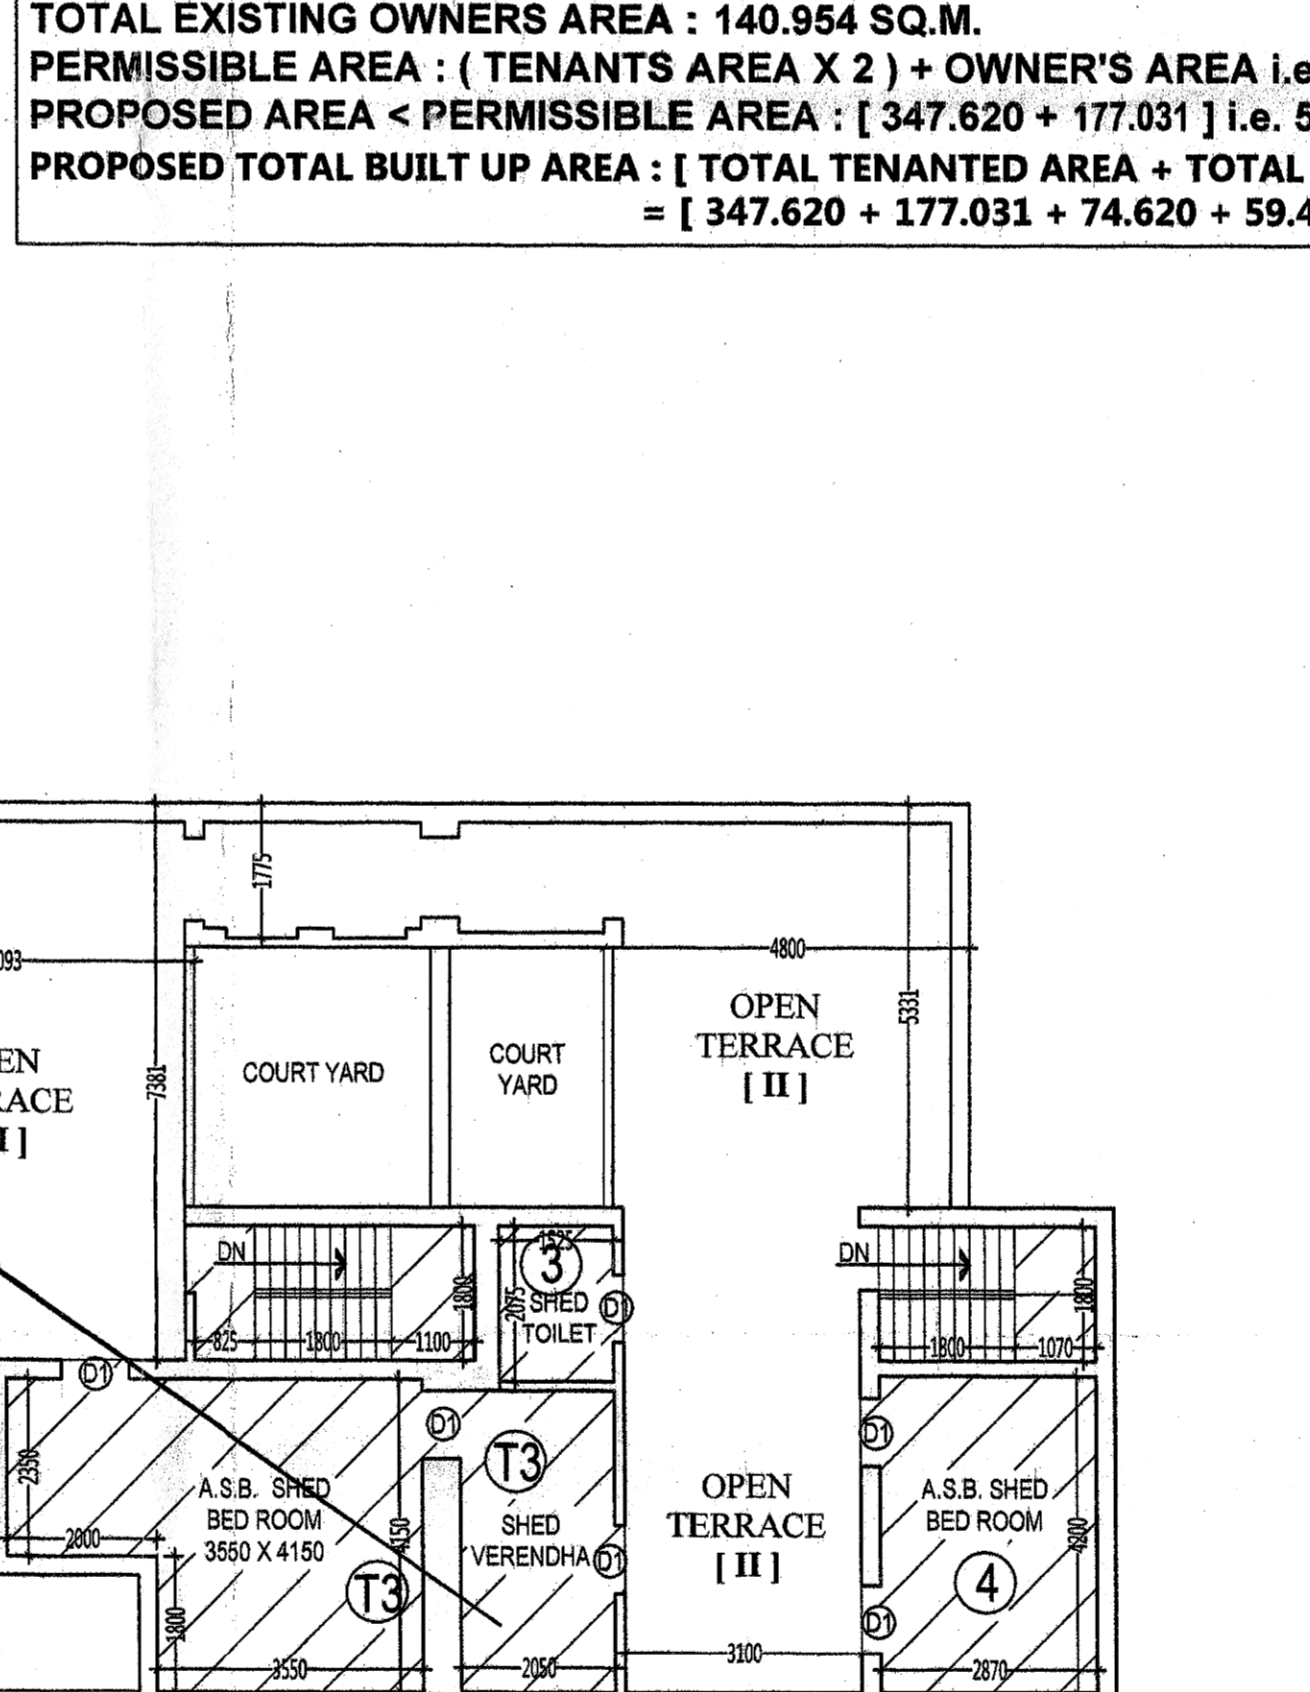 TOTAL EXISTING OWNERS AREA : 140.954 SQ.M.
PERMISSIBLE AREA : ( TENANTS AREA X 2 ) + OWNER'S AREA i.e
PROPOSED AREA < PERMISSIBLE AREA : [ 347.620 + 177.031 ] i.e. 5
PROPOSED TOTAL BUILT UP AREA : [ TOTAL TENANTED AREA + TOTAL
= [ 347.620 + 177.031 + 74.620 + 59.4
1775
093
4800
5331
7381
EN
RACE
I ]
COURT YARD
COURT
YARD
OPEN
TERRACE
[ II ]
DN
825
1800
1100
1800
1525
3
2075
SHED
TOILET
D1
DN
1800
1070
1800
D1
2350
2000
A.S.B. SHED
BED ROOM
3550 X 4150
T3
4150
1800
3550
D1
T3
SHED
VERENDHA
D1
2050
OPEN
TERRACE
[ II ]
3100
D1
D1
A.S.B. SHED
BED ROOM
4
4200
2870